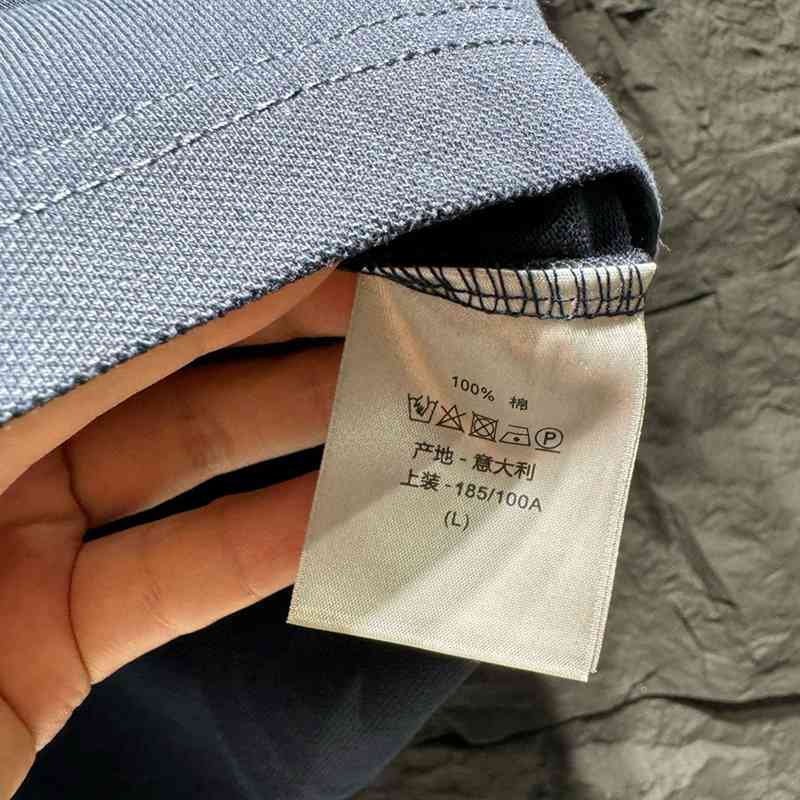 100% 棉
P
产地 - 意大利
上装 - 185/100A
(L)